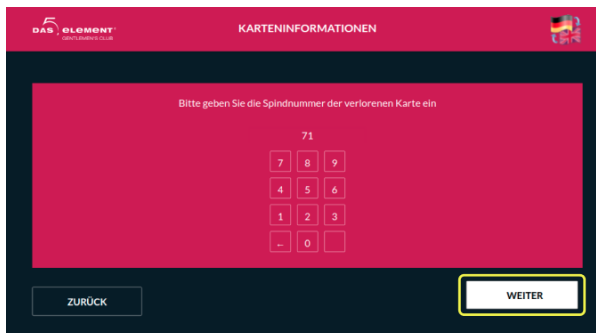 DAS 5. ELEMENT
GENTLEMEN'S CLUB
KARTENINFORMATIONEN
Bitte geben Sie die Spindnummer der verlorenen Karte ein
71
7 8 9
4 5 6
1 2 3
← 0
ZURÜCK
WEITER